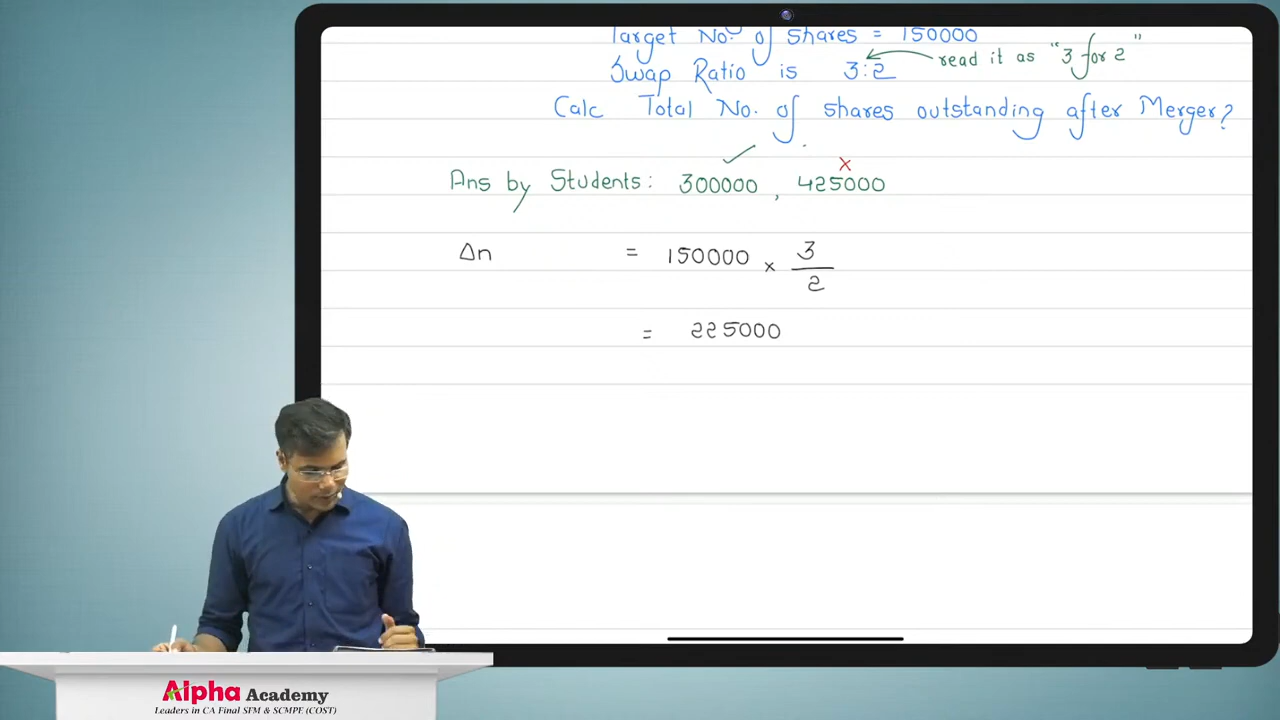 Target No. of shares = 150000
Swap Ratio is 3:2 read it as "3 for 2"
Calc Total No. of shares outstanding after Merger?
Ans by Students: 300000 ✓, 425000 x
Δn = 150000 × 3/2
= 225000
Alpha Academy
Leaders in CA Final SFM & SCMPE (COST)